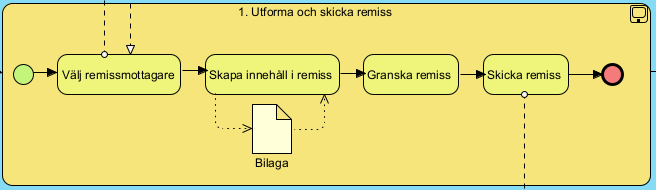 1. Utforma och skicka remiss
Välj remissmottagare
Skapa innehåll i remiss
Granska remiss
Skicka remiss
Bilaga